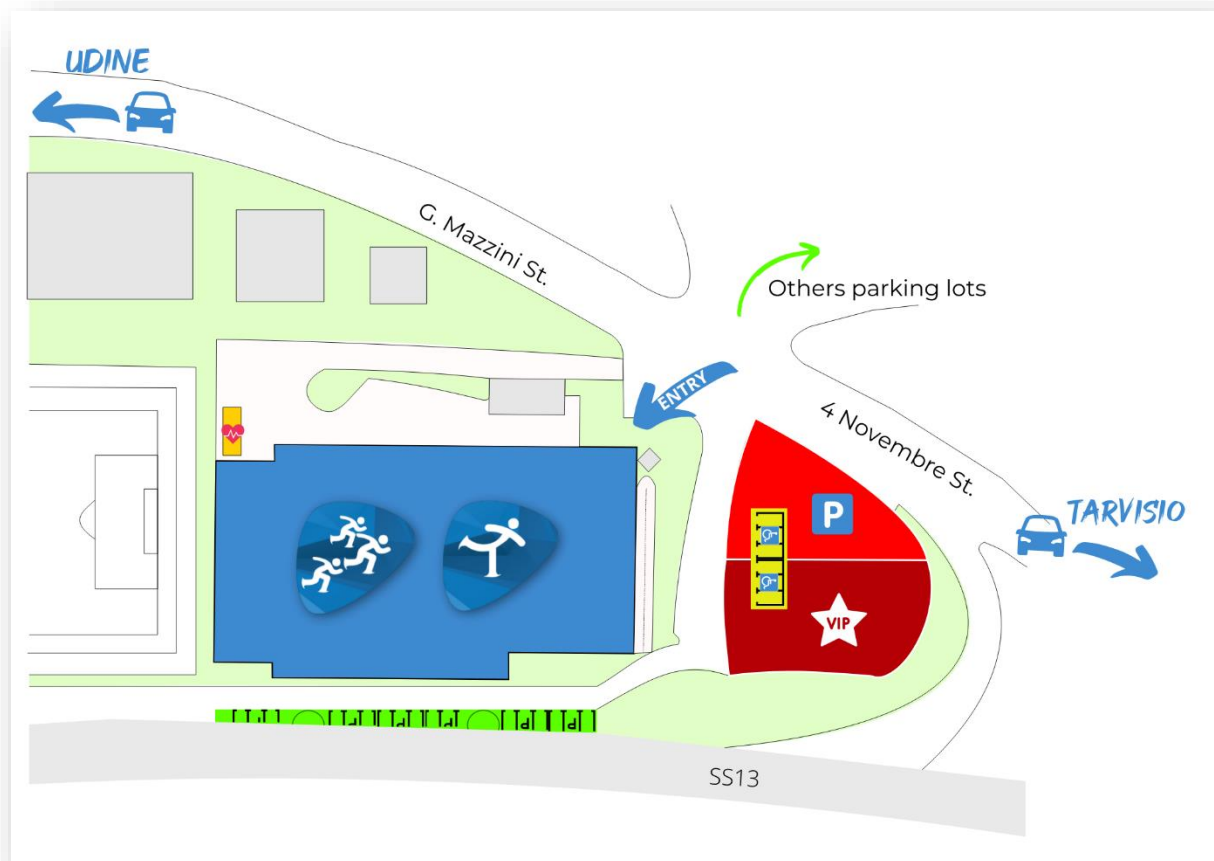 UDINE
G. Mazzini St.
Others parking lots
ENTRY
4 Novembre St.
P
TARVISIO
VIP
SS13